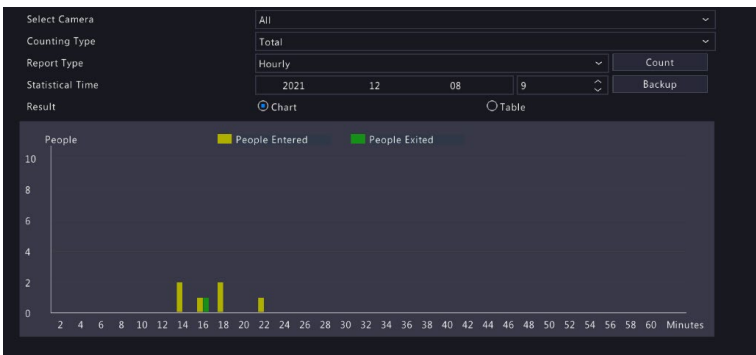 Select Camera All
Counting Type Total
Report Type Hourly Count
Statistical Time 2021 12 08 9 Backup
Result Chart Table
People People Entered People Exited
10
8
6
4
2
0
2 4 6 8 10 12 14 16 18 20 22 24 26 28 30 32 34 36 38 40 42 44 46 48 50 52 54 56 58 60 Minutes